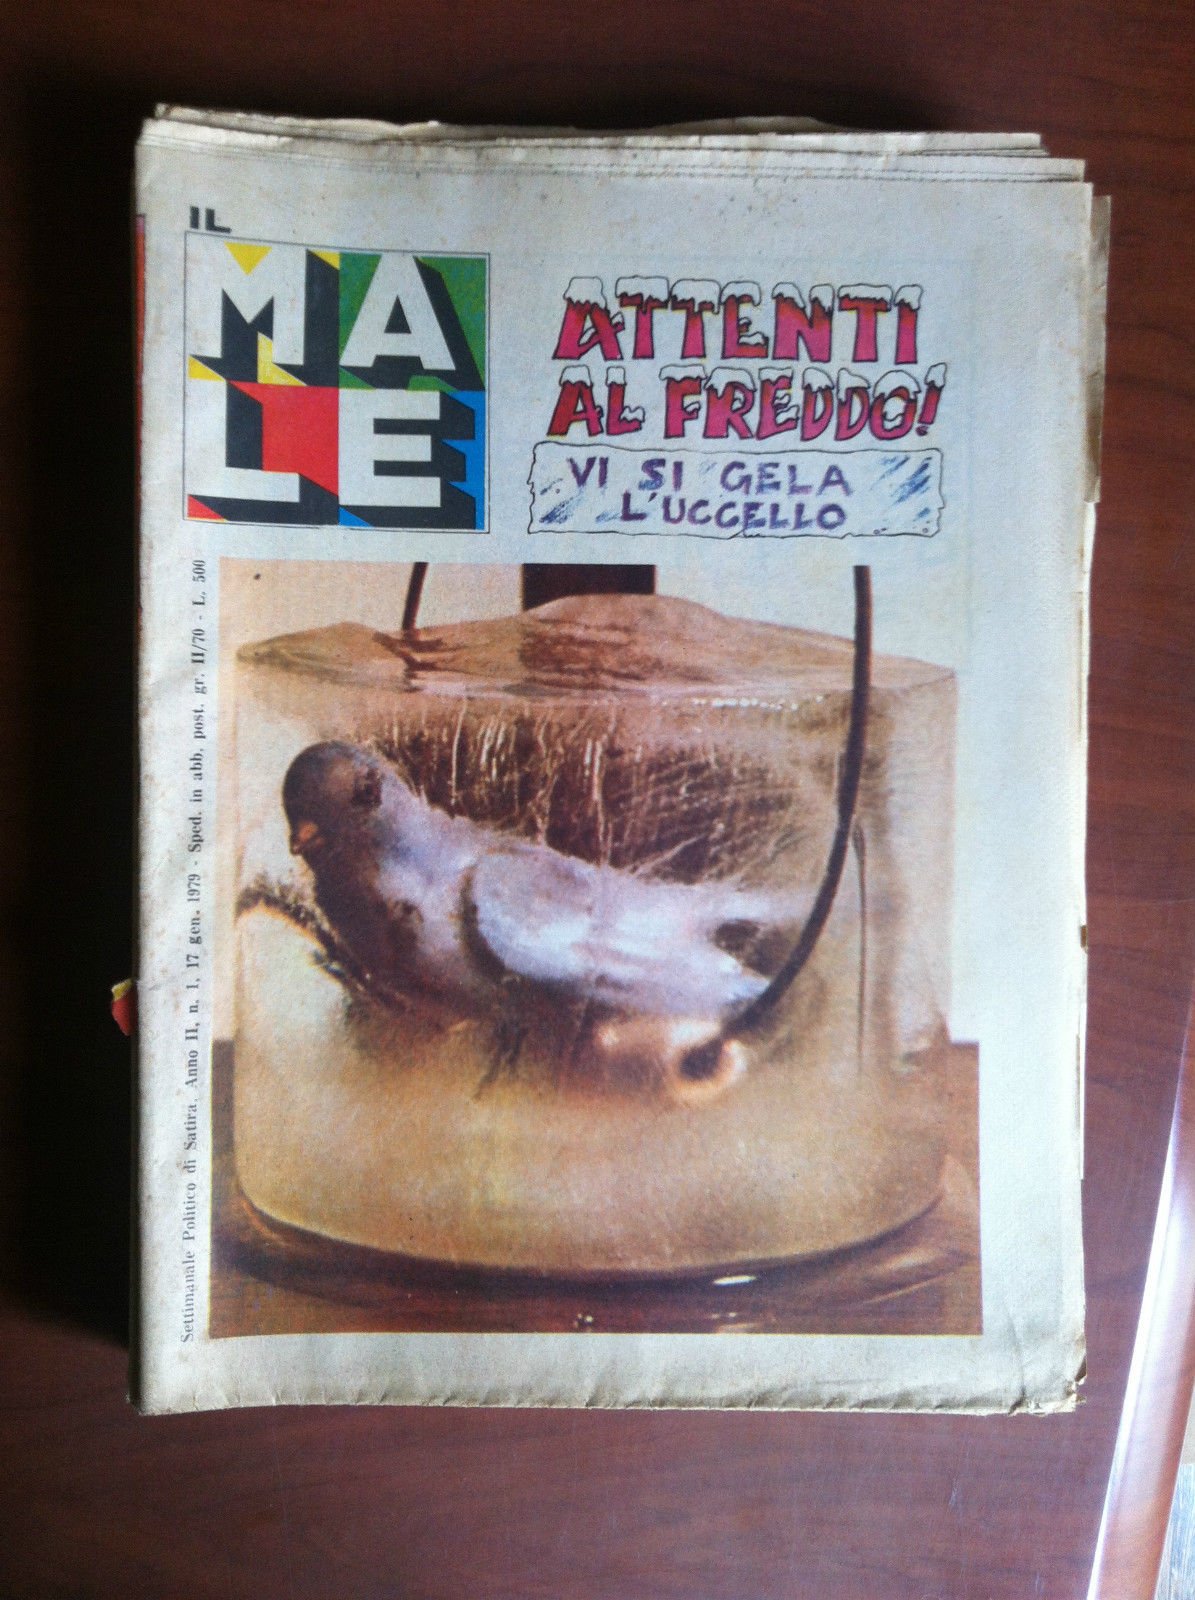 IL
MA
LE
ATTENTI
AL FREDDO!
VI SI GELA
L'UCCELLO
Settimanale Politico di Satira, Anno II, n. 1, 17 gen. 1979 - Sped. in abb. post. gr. II/70 - L. 500